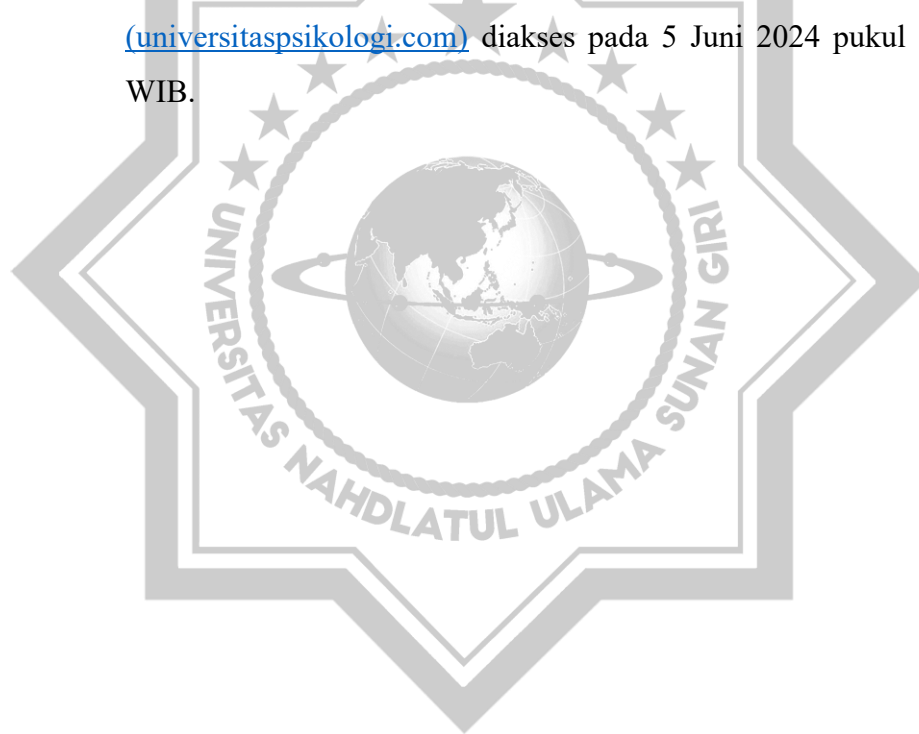 (universitaspsikologi.com) diakses pada 5 Juni 2024 pukul
WIB.
UNIVERSITAS NAHDLATUL ULAMA SUNAN GIRI